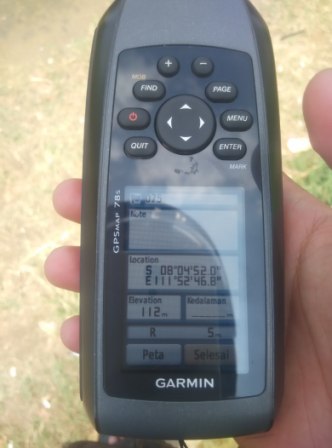 + −
MOB
FIND PAGE
MENU
QUIT ENTER
MARK
GPSMAP 78s
075
Note
Location
S 08°04'52.0"
E111°52'46.8"
Elevation Kedalaman
112m
R 5m
Peta Selesai
GARMIN